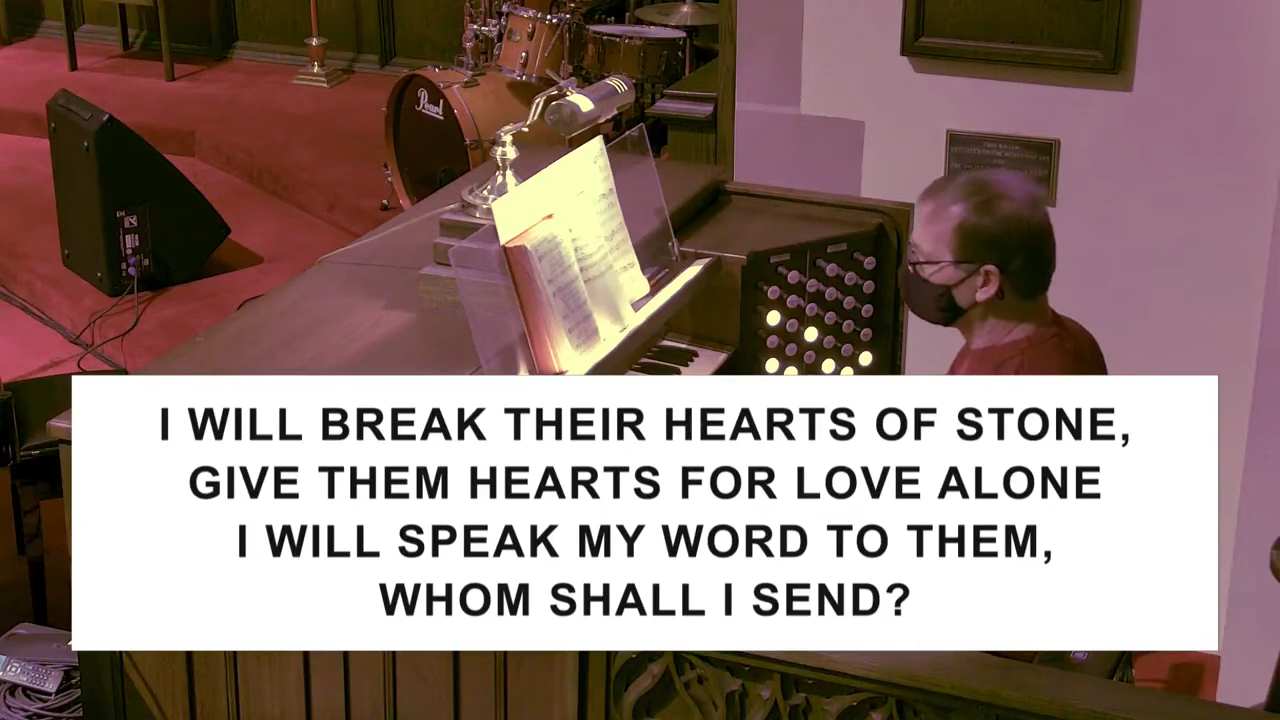 Pearl
I WILL BREAK THEIR HEARTS OF STONE,
GIVE THEM HEARTS FOR LOVE ALONE
I WILL SPEAK MY WORD TO THEM,
WHOM SHALL I SEND?